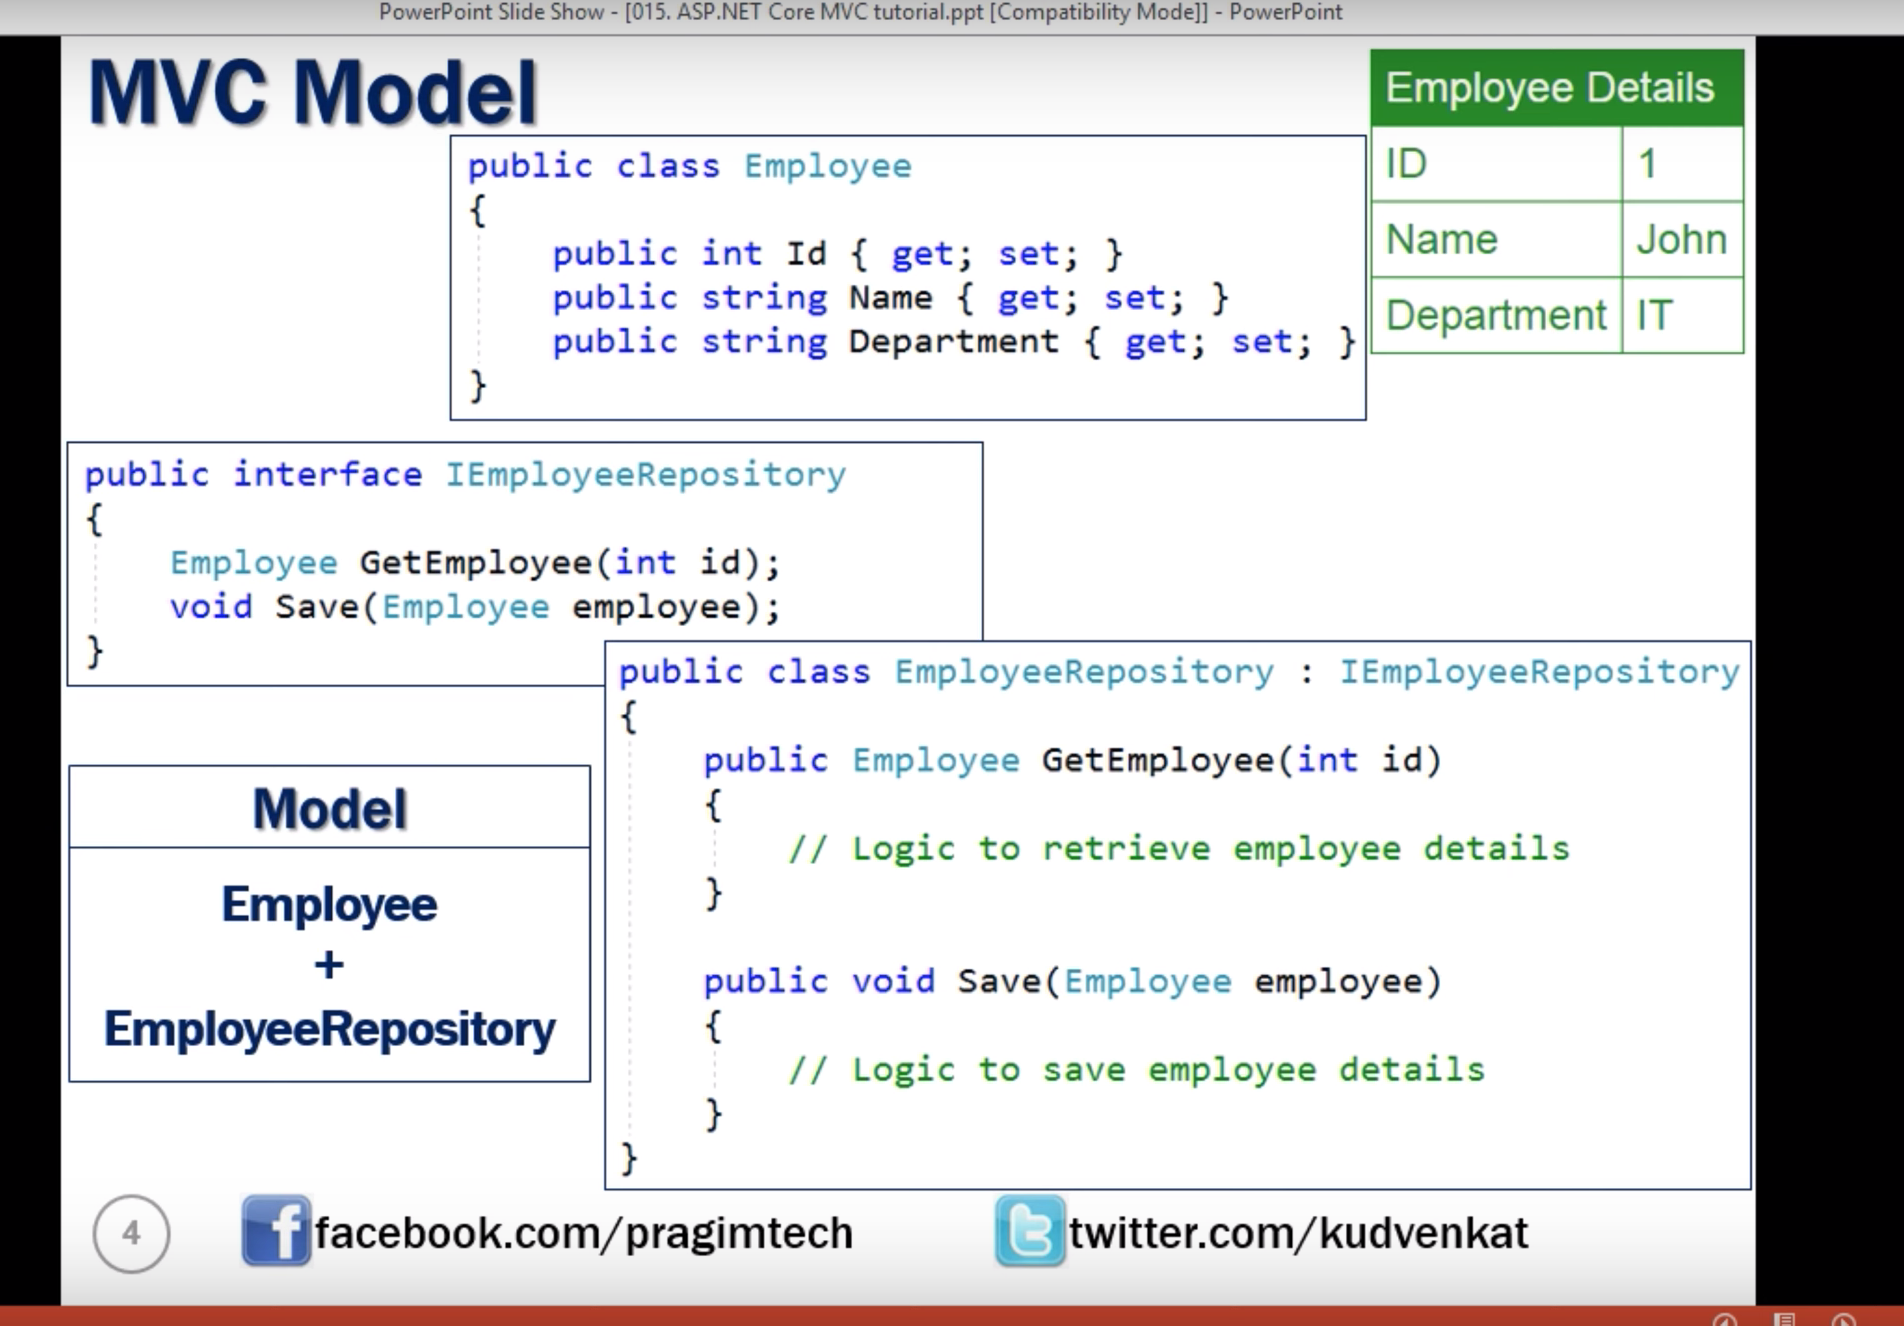 PowerPoint Slide Show - [015. ASP.NET Core MVC tutorial.ppt [Compatibility Mode]] - PowerPoint
MVC Model
public class Employee
{
    public int Id { get; set; }
    public string Name { get; set; }
    public string Department { get; set; }
}
Employee Details
ID 1
Name John
Department IT
public interface IEmployeeRepository
{
    Employee GetEmployee(int id);
    void Save(Employee employee);
}
public class EmployeeRepository : IEmployeeRepository
{
    public Employee GetEmployee(int id)
    {
        // Logic to retrieve employee details
    }
    public void Save(Employee employee)
    {
        // Logic to save employee details
    }
}
Model
Employee
+
EmployeeRepository
4
facebook.com/pragimtech
twitter.com/kudvenkat